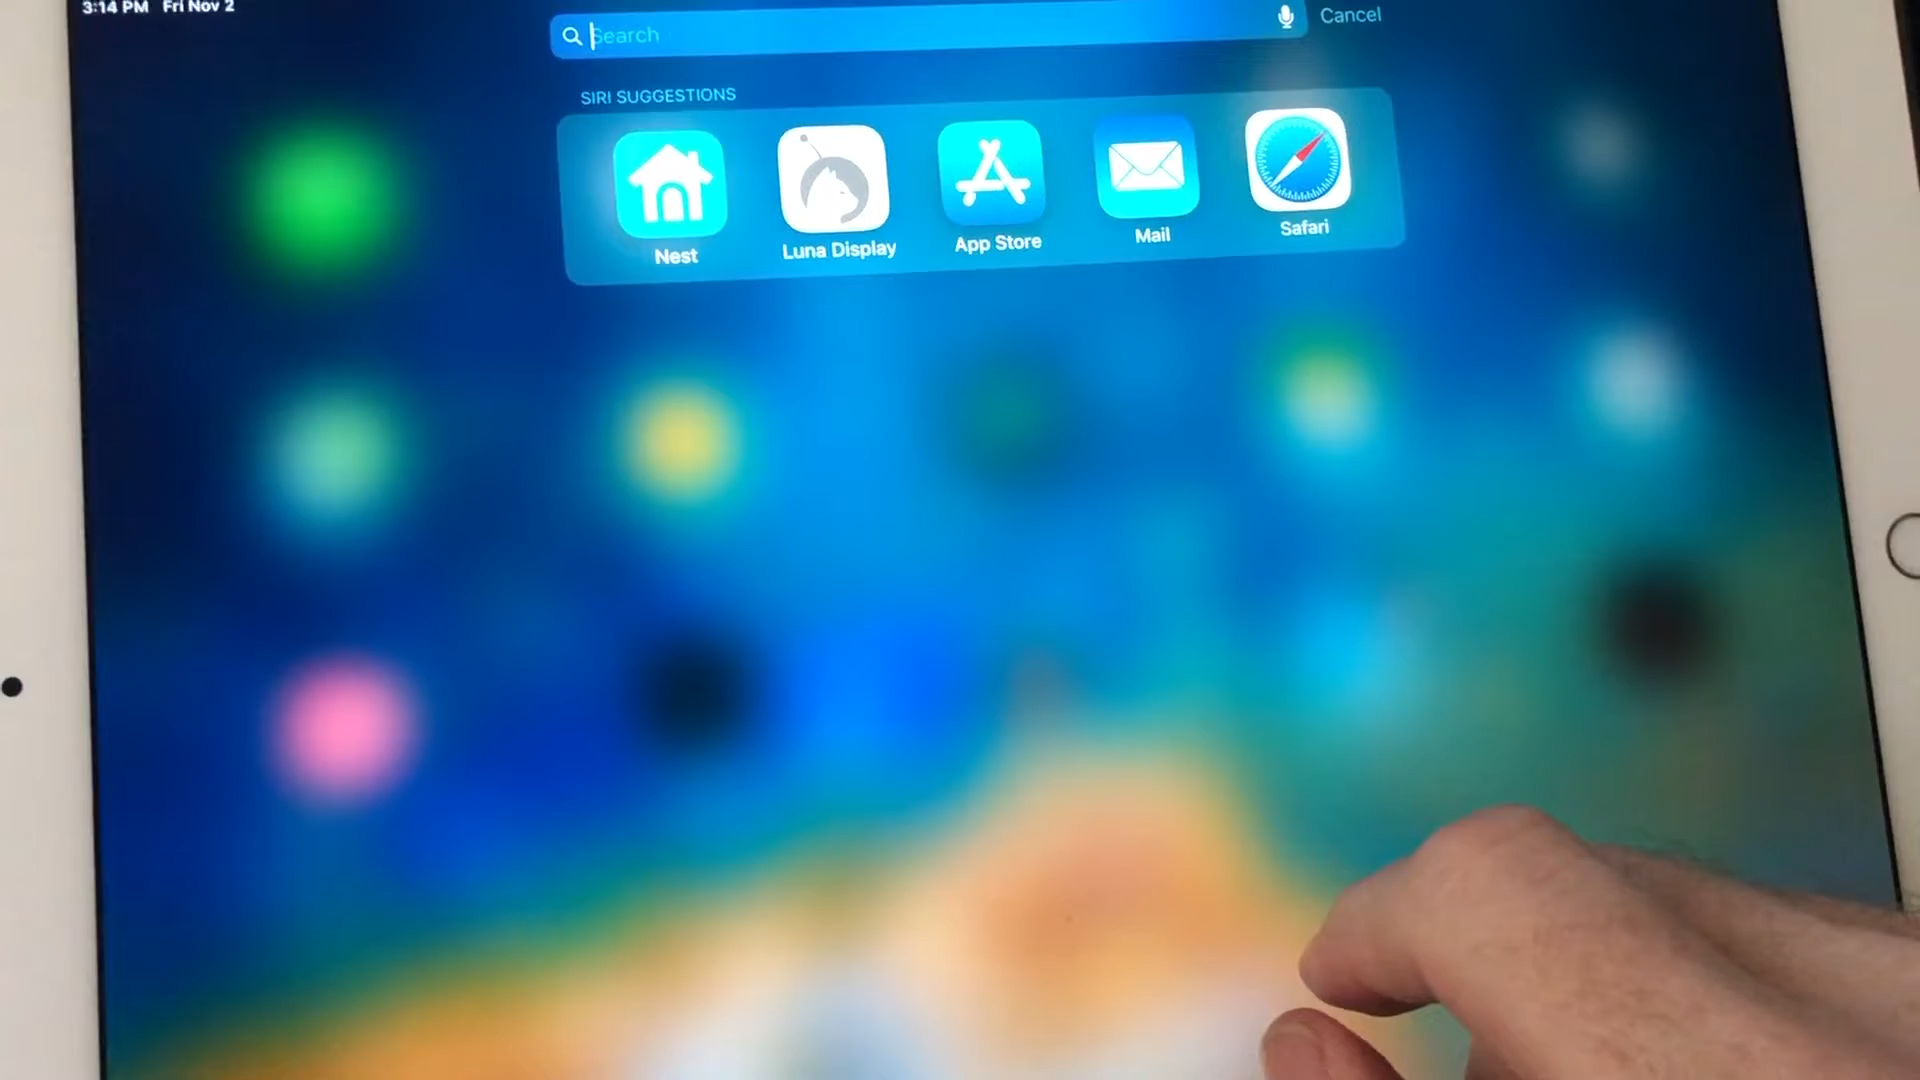 3:14 PM Fri Nov 2
Search
Cancel
SIRI SUGGESTIONS
Nest
Luna Display
App Store
Mail
Safari